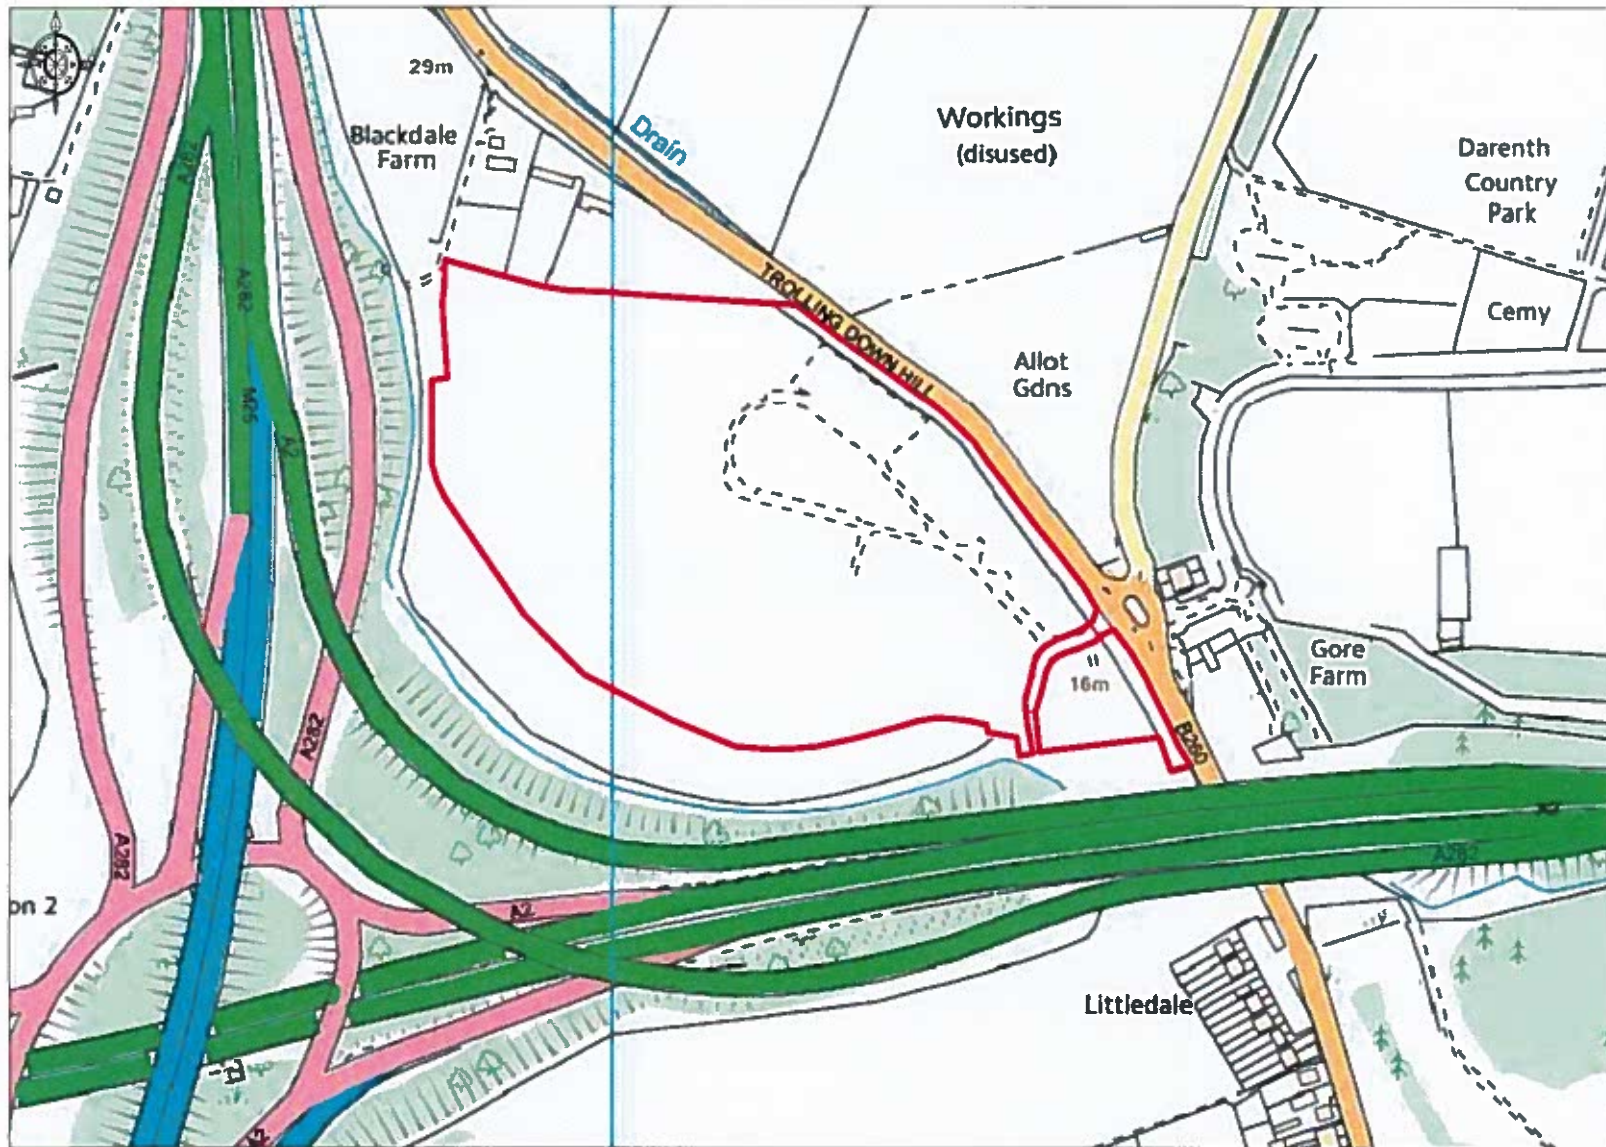 29m
Blackdale
Farm
Drain
Workings
(disused)
Darenth
Country
Park
Cemy
TROLLING DOWN HILL
Allot
Gdns
A282
M25
A2
Gore
Farm
16m
B260
A282
A282
A2
A2
A282
on 2
Littledale